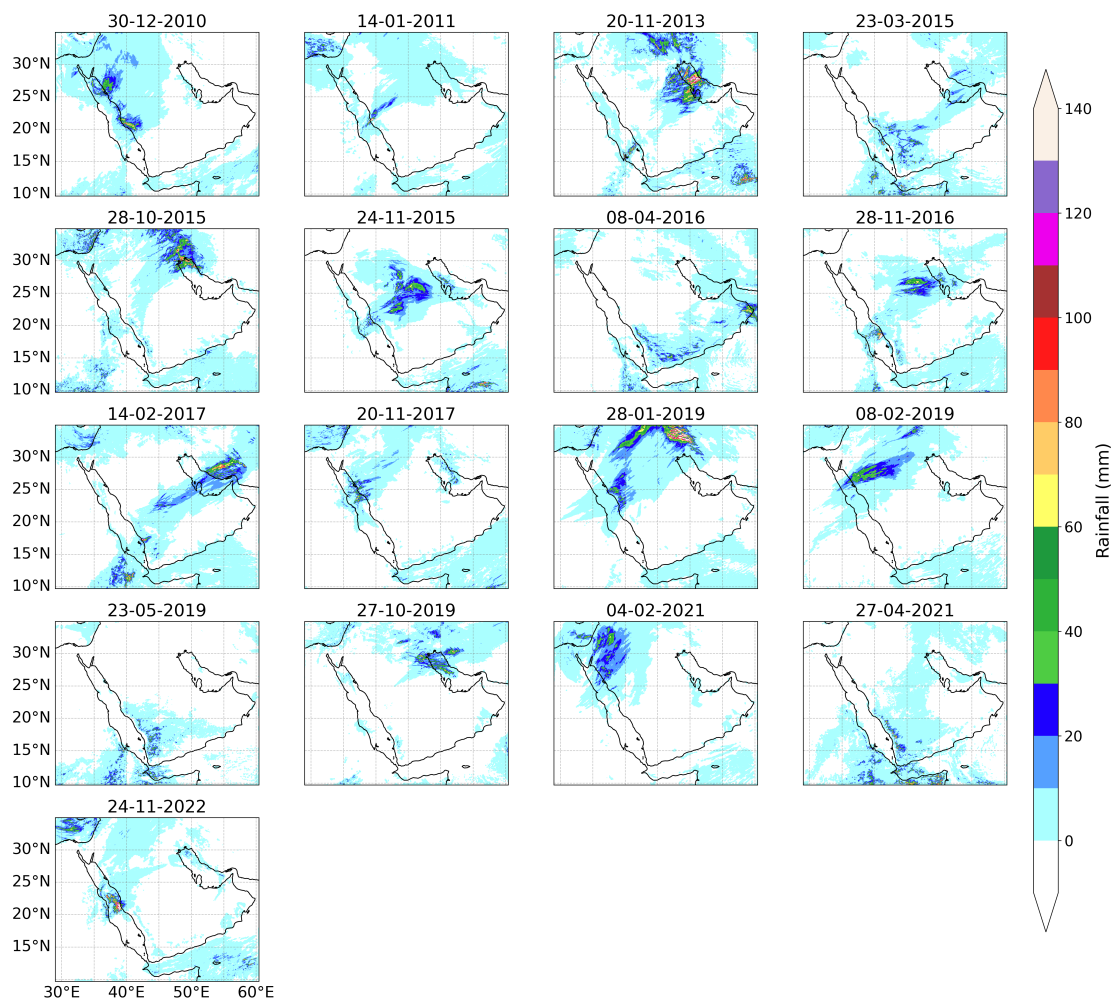 30-12-2010 14-01-2011 20-11-2013 23-03-2015
30°N
25°N
20°N
15°N
10°N
28-10-2015 24-11-2015 08-04-2016 28-11-2016
30°N
25°N
20°N
15°N
10°N
14-02-2017 20-11-2017 28-01-2019 08-02-2019
30°N
25°N
20°N
15°N
10°N
23-05-2019 27-10-2019 04-02-2021 27-04-2021
30°N
25°N
20°N
15°N
10°N
24-11-2022
30°N
25°N
20°N
15°N
30°E 40°E 50°E 60°E
140
120
100
80
60
40
20
0
Rainfall (mm)